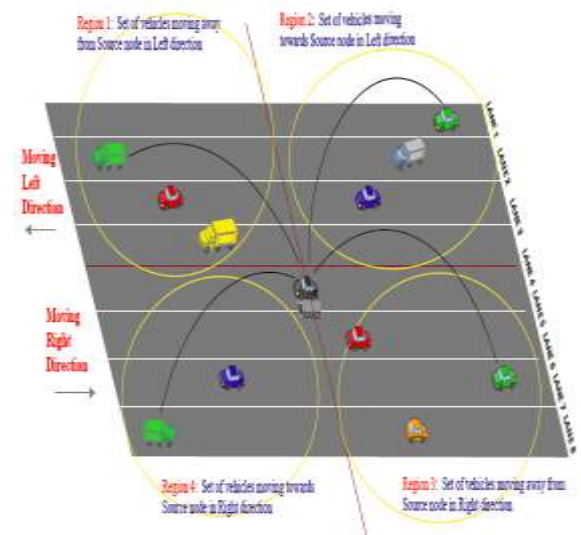 Region 1: Set of vehicles moving away
from Source node in Left direction
Region 2: Set of vehicles moving
towards Source node in Left direction
Moving
Left
Direction
Moving
Right
Direction
LANE 1 LANE 2 LANE 3 LANE 5 LANE 6 LANE 7 LANE 8
Region 4: Set of vehicles moving towards
Source node in Right direction
Region 3: Set of vehicles moving away from
Source node in Right direction